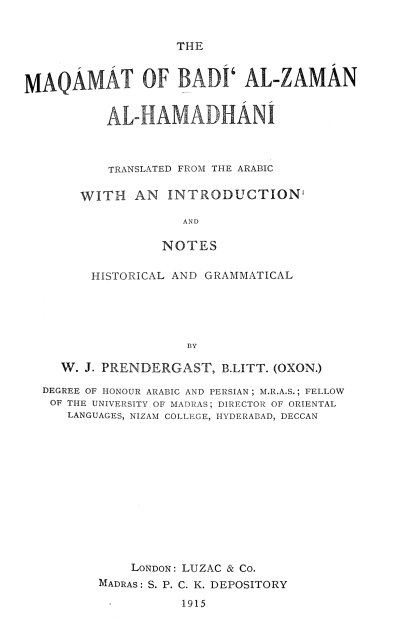 THE
MAQÁMÁT OF BADÍ‘ AL-ZAMÁN
AL-HAMADHÁNÍ
TRANSLATED FROM THE ARABIC
WITH AN INTRODUCTION
AND
NOTES
HISTORICAL AND GRAMMATICAL
BY
W. J. PRENDERGAST, B.LITT. (OXON.)
DEGREE OF HONOUR ARABIC AND PERSIAN; M.R.A.S.; FELLOW
OF THE UNIVERSITY OF MADRAS; DIRECTOR OF ORIENTAL
LANGUAGES, NIZAM COLLEGE, HYDERABAD, DECCAN
LONDON: LUZAC & CO.
MADRAS: S. P. C. K. DEPOSITORY
1915